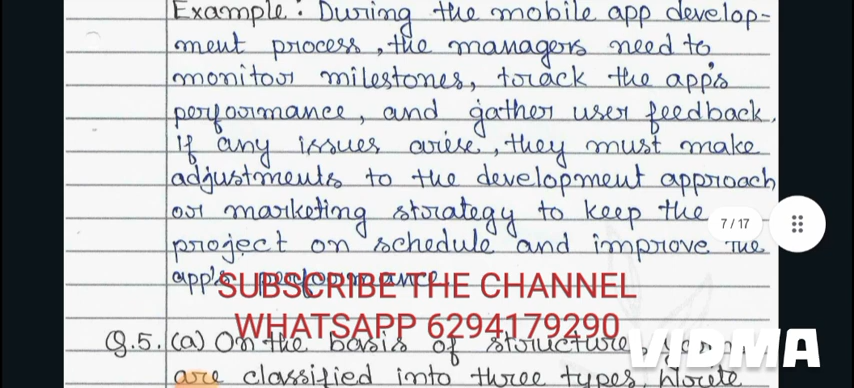 Example: During the mobile app develop-
ment process, the managers need to
monitor milestones, track the app's
performance, and gather user feedback.
If any issues arise, they must make
adjustments to the development approach
or marketing strategy to keep the
7 / 17
project on schedule and improve the
app's performance
SUBSCRIBE THE CHANNEL
WHATSAPP 6294179290
VIDMA
Q.5. (a) On the basis of structure,
are classified into three types. Write